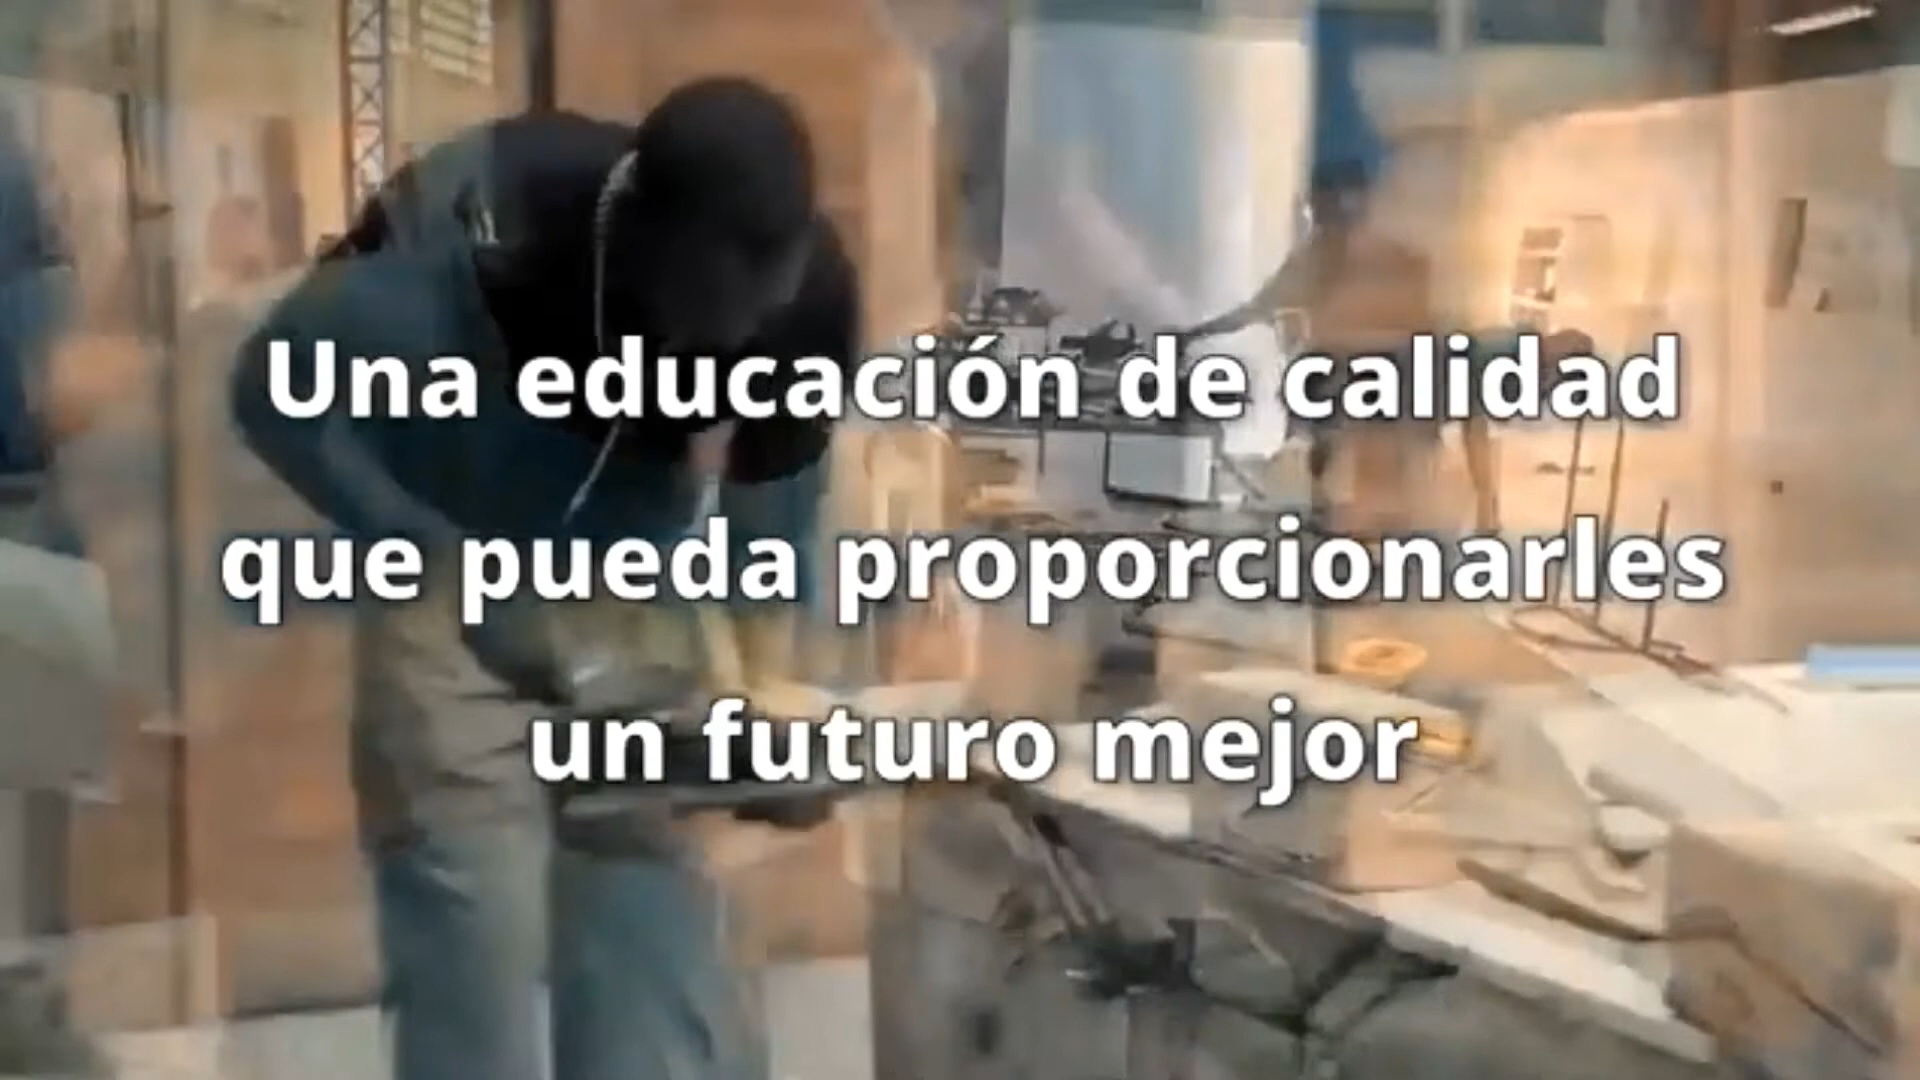 Una educación de calidad
que pueda proporcionarles
un futuro mejor